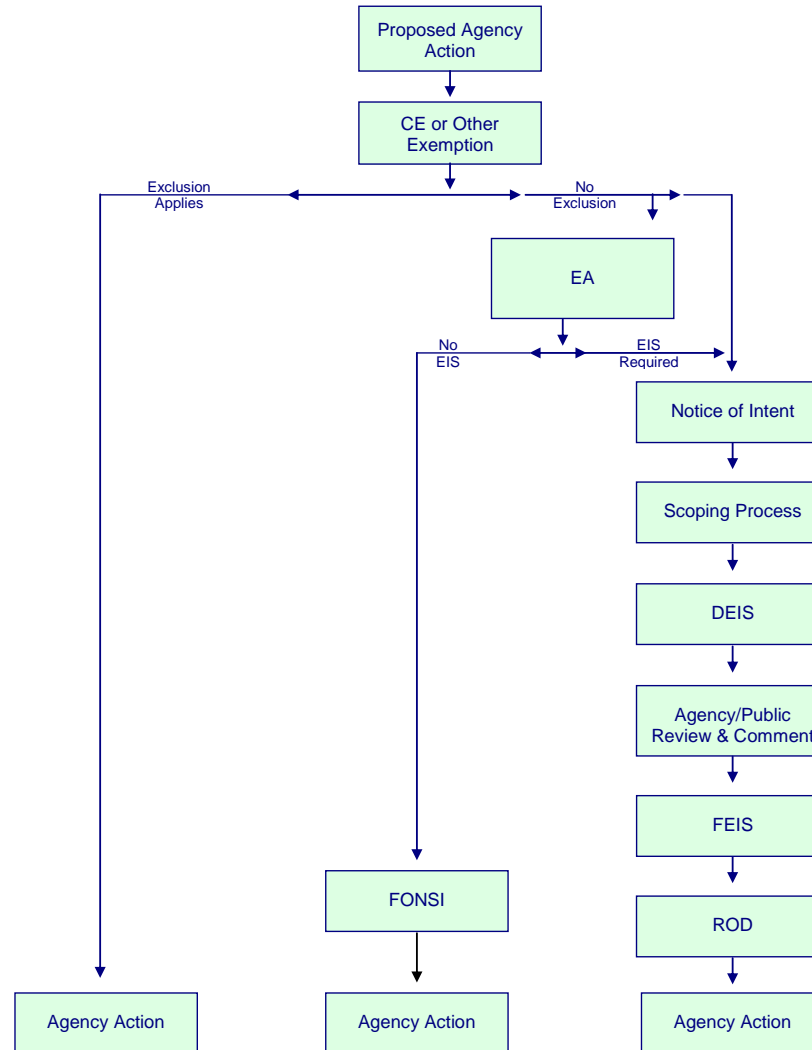 Proposed Agency
Action
CE or Other
Exemption
Exclusion
Applies
No
Exclusion
EA
No
EIS
EIS
Required
Notice of Intent
Scoping Process
DEIS
Agency/Public
Review & Comment
FEIS
FONSI
ROD
Agency Action
Agency Action
Agency Action